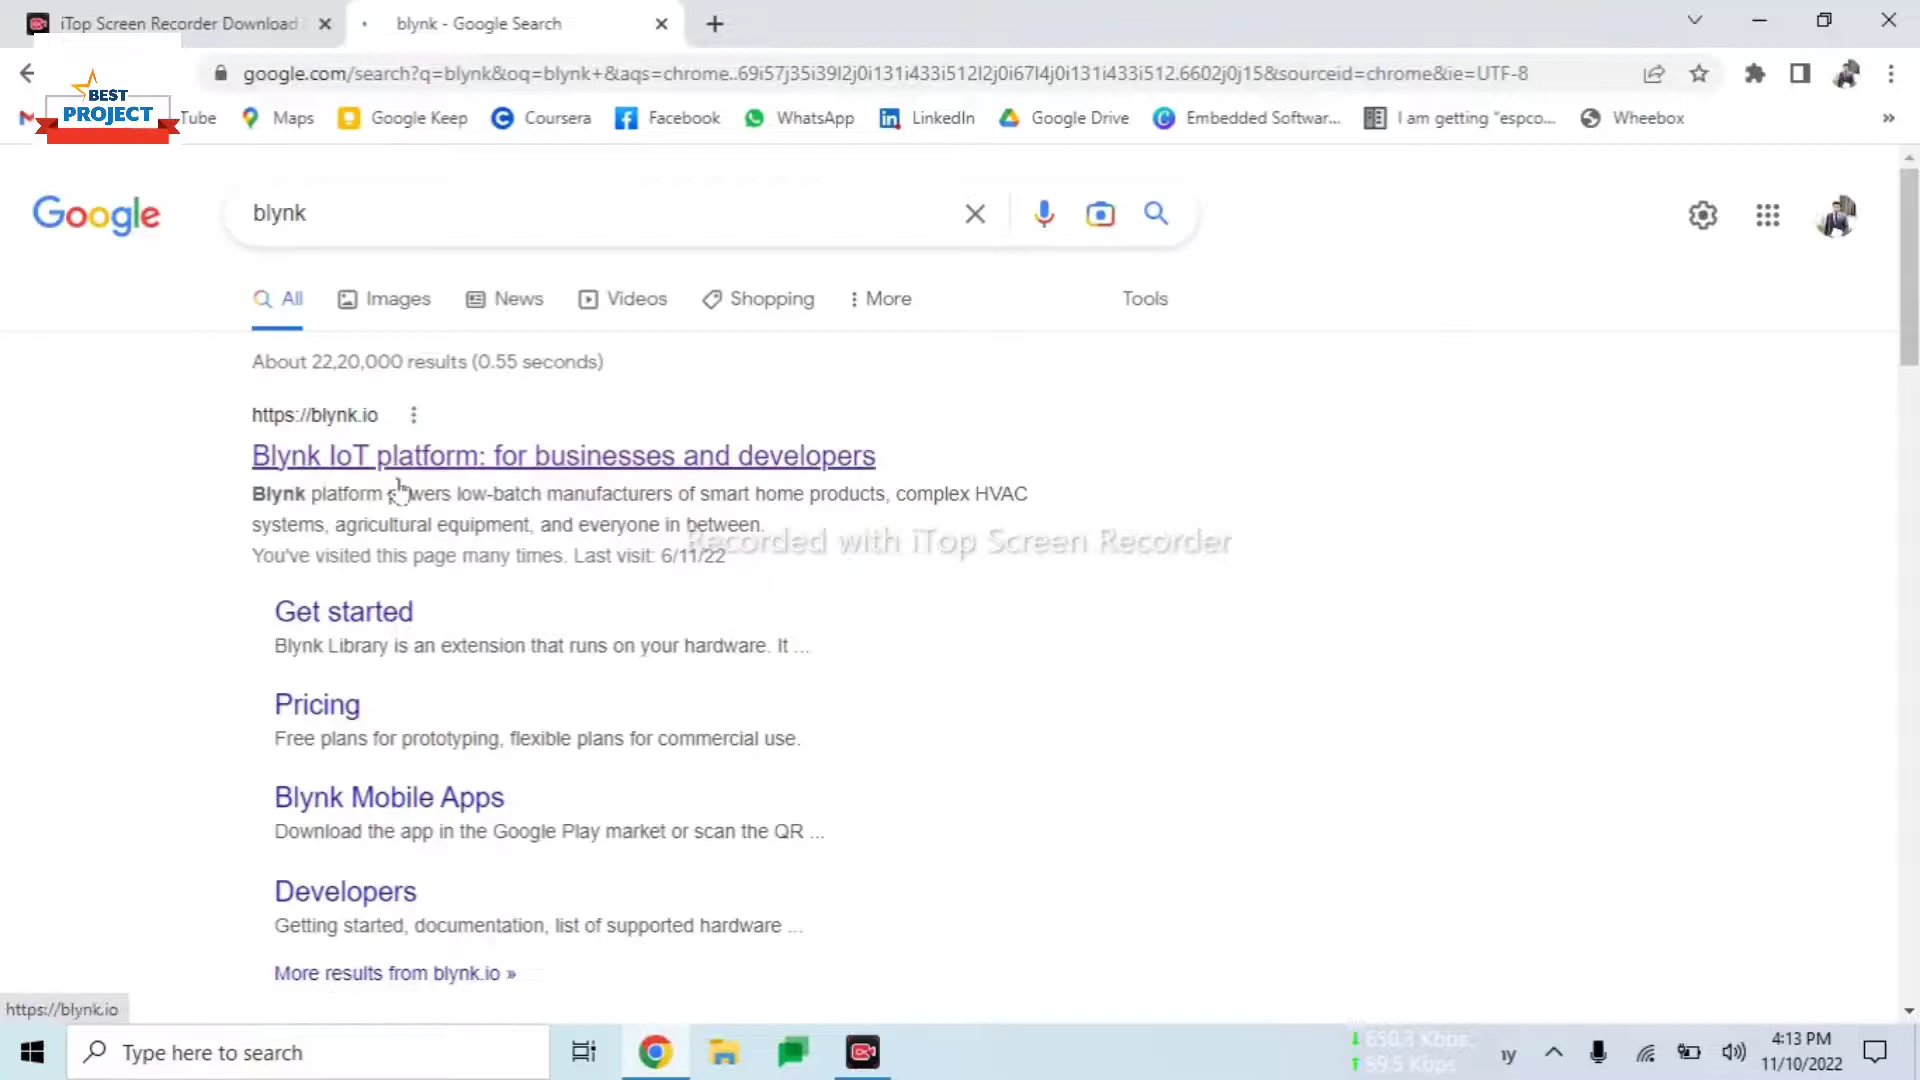 iTop Screen Recorder Download
blynk - Google Search
google.com/search?q=blynk&oq=blynk+&aqs=chrome..69i57j35i39l2j0i131i433i512l2j0i67l4j0i131i433i512.6602j0j15&sourceid=chrome&ie=UTF-8
BEST
PROJECT
Tube
Maps
Google Keep
Coursera
Facebook
WhatsApp
LinkedIn
Google Drive
Embedded Softwar...
I am getting "espco...
Wheebox
»
Google
blynk
All
Images
News
Videos
Shopping
More
Tools
About 22,20,000 results (0.55 seconds)
https://blynk.io
Blynk IoT platform: for businesses and developers
Blynk platform wers low-batch manufacturers of smart home products, complex HVAC
systems, agricultural equipment, and everyone in between.
Recorded with iTop Screen Recorder
You've visited this page many times. Last visit: 6/11/22
Get started
Blynk Library is an extension that runs on your hardware. It ...
Pricing
Free plans for prototyping, flexible plans for commercial use.
Blynk Mobile Apps
Download the app in the Google Play market or scan the QR ...
Developers
Getting started, documentation, list of supported hardware ...
More results from blynk.io »
https://blynk.io
Type here to search
59.5 Kbps
4:13 PM
11/10/2022